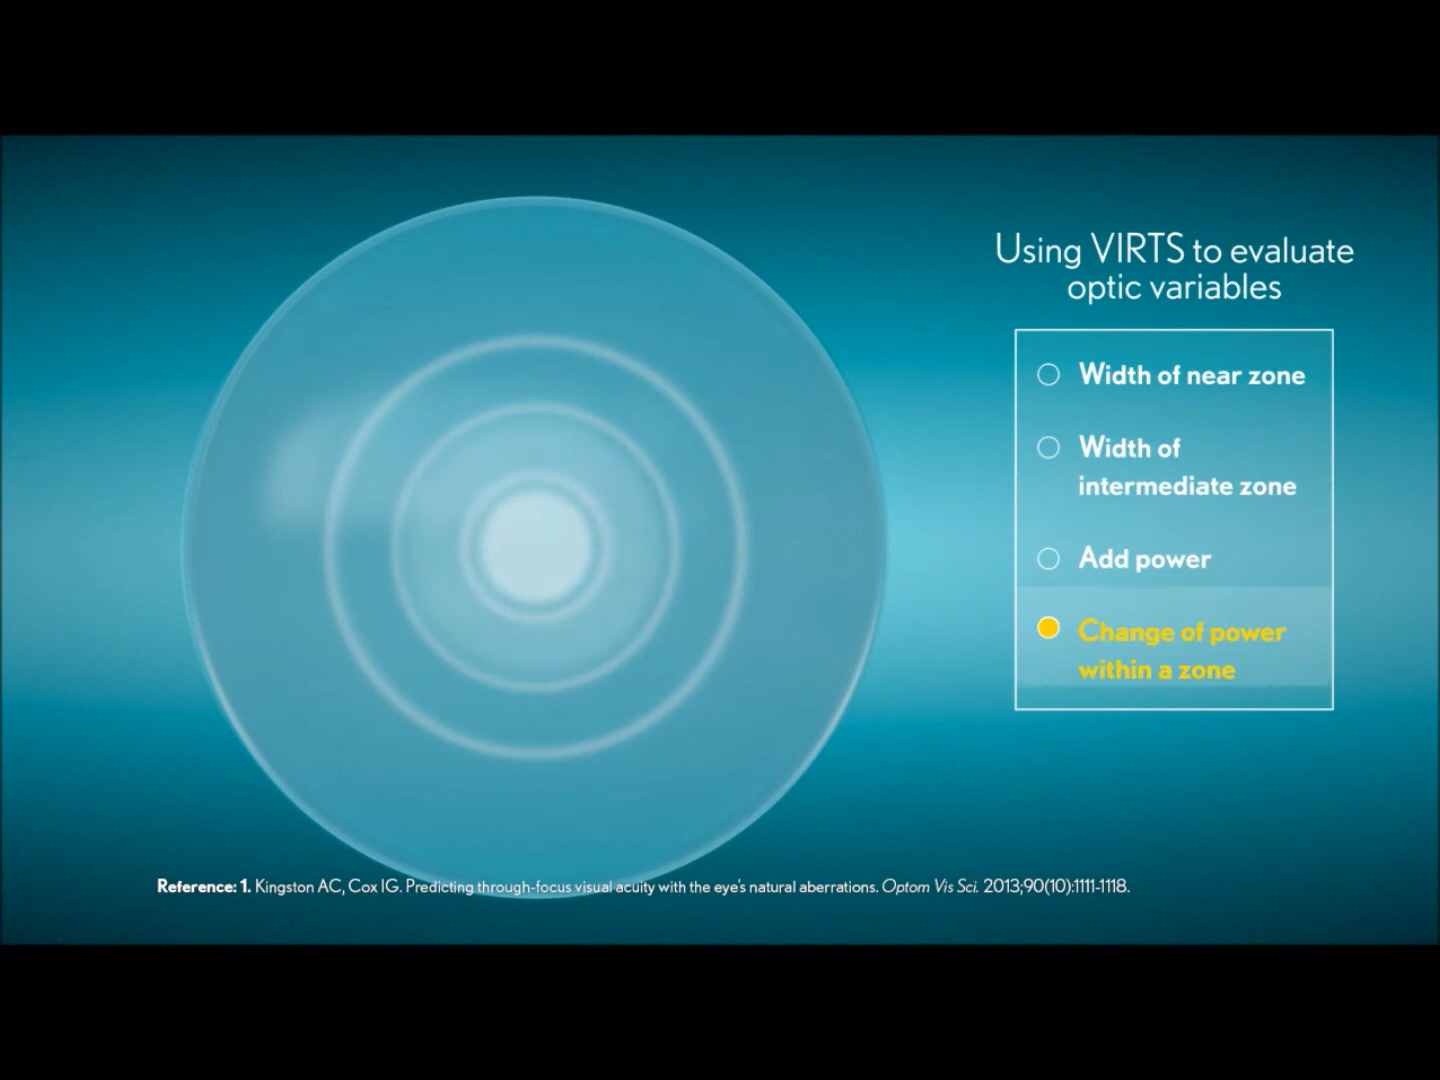 Using VIRTS to evaluate
optic variables
Width of near zone
Width of
intermediate zone
Add power
Change of power
within a zone
Reference: 1. Kingston AC, Cox IG. Predicting through-focus visual acuity with the eye's natural aberrations. Optom Vis Sci. 2013;90(10):1111-1118.